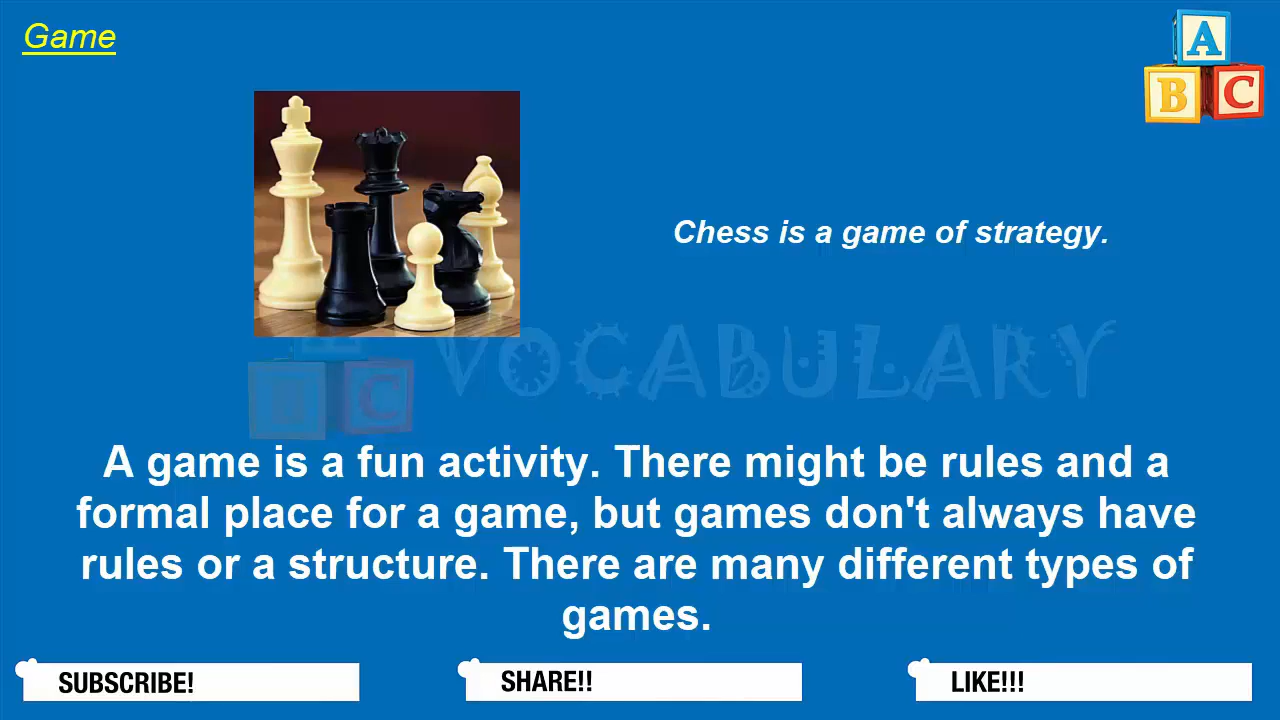 Game
A
B C
Chess is a game of strategy.
VOCABULARY
C
A game is a fun activity. There might be rules and a
formal place for a game, but games don't always have
rules or a structure. There are many different types of
games.
SUBSCRIBE!
SHARE!!
LIKE!!!